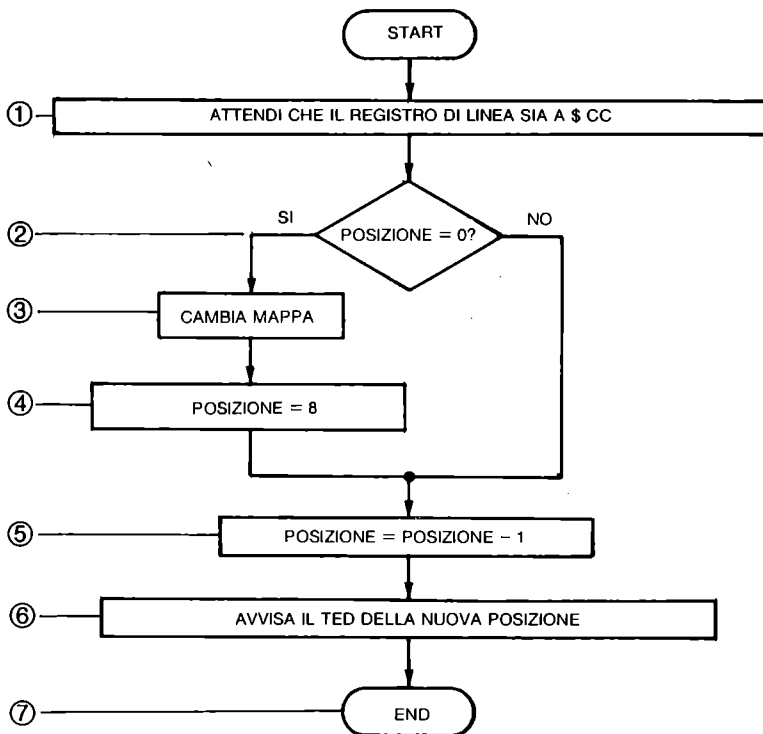 START
① ATTENDI CHE IL REGISTRO DI LINEA SIA A $ CC
SI
NO
② POSIZIONE = 0?
③ CAMBIA MAPPA
④ POSIZIONE = 8
⑤ POSIZIONE = POSIZIONE – 1
⑥ AVVISA IL TED DELLA NUOVA POSIZIONE
⑦ END